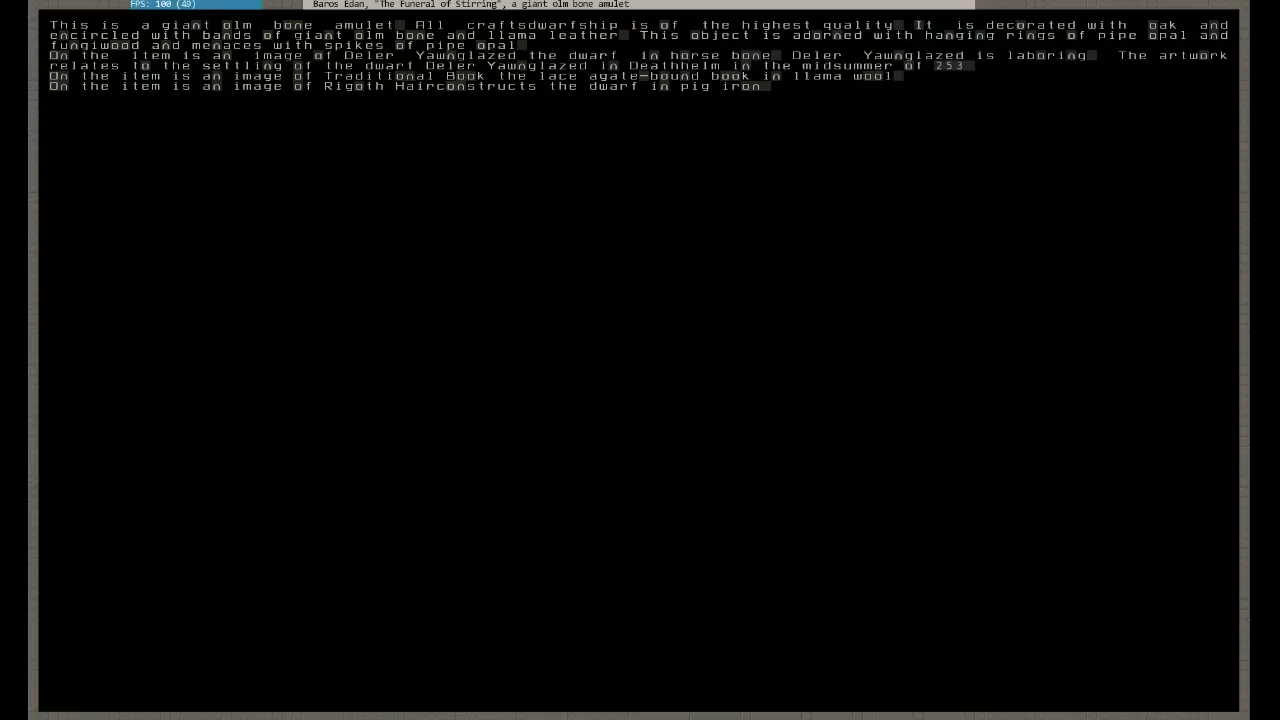 FPS: 100 (49)
Baros Edan, "The Funeral of Stirring", a giant olm bone amulet
This is a giant olm bone amulet. All craftsdwarfship is of the highest quality. It is decorated with oak and
encircled with bands of giant olm bone and llama leather. This object is adorned with hanging rings of pipe opal and
fungiwood and menaces with spikes of pipe opal.
On the item is an image of Deler Yawnglazed the dwarf in horse bone. Deler Yawnglazed is laboring. The artwork
relates to the settling of the dwarf Deler Yawnglazed in Deathhelm in the midsummer of 253.
On the item is an image of Traditional Book the lace agate-bound book in llama wool.
On the item is an image of Rigoth Hairconstructs the dwarf in pig iron.